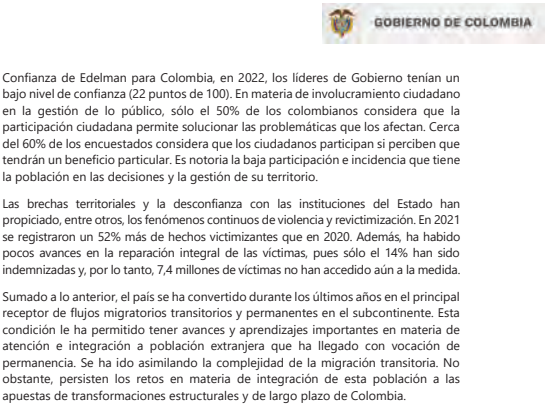 GOBIERNO DE COLOMBIA
Confianza de Edelman para Colombia, en 2022, los líderes de Gobierno tenían un
bajo nivel de confianza (22 puntos de 100). En materia de involucramiento ciudadano
en la gestión de lo público, sólo el 50% de los colombianos considera que la
participación ciudadana permite solucionar las problemáticas que los afectan. Cerca
del 60% de los encuestados considera que los ciudadanos participan si perciben que
tendrán un beneficio particular. Es notoria la baja participación e incidencia que tiene
la población en las decisiones y la gestión de su territorio.
Las brechas territoriales y la desconfianza con las instituciones del Estado han
propiciado, entre otros, los fenómenos continuos de violencia y revictimización. En 2021
se registraron un 52% más de hechos victimizantes que en 2020. Además, ha habido
pocos avances en la reparación integral de las víctimas, pues sólo el 14% han sido
indemnizadas y, por lo tanto, 7,4 millones de víctimas no han accedido aún a la medida.
Sumado a lo anterior, el país se ha convertido durante los últimos años en el principal
receptor de flujos migratorios transitorios y permanentes en el subcontinente. Esta
condición le ha permitido tener avances y aprendizajes importantes en materia de
atención e integración a población extranjera que ha llegado con vocación de
permanencia. Se ha ido asimilando la complejidad de la migración transitoria. No
obstante, persisten los retos en materia de integración de esta población a las
apuestas de transformaciones estructurales y de largo plazo de Colombia.